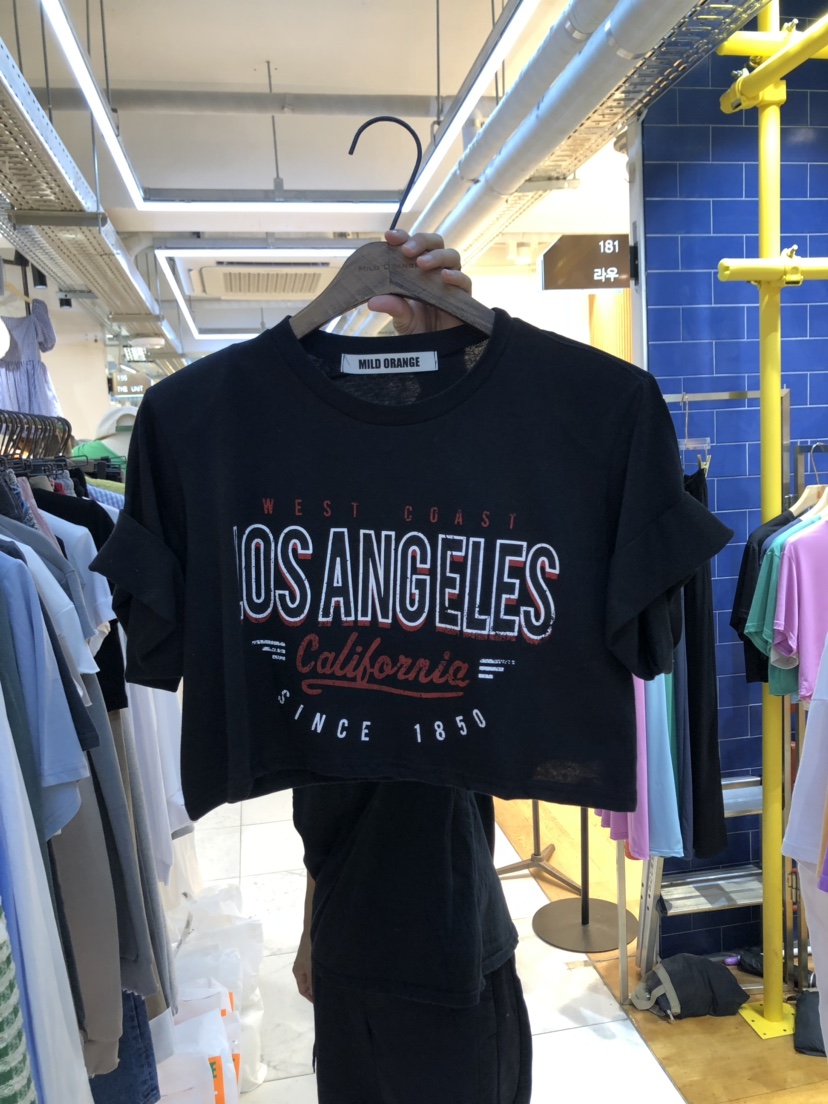 181
라우
MILD ORANGE
WEST COAST
LOS ANGELES
California
SINCE 1850